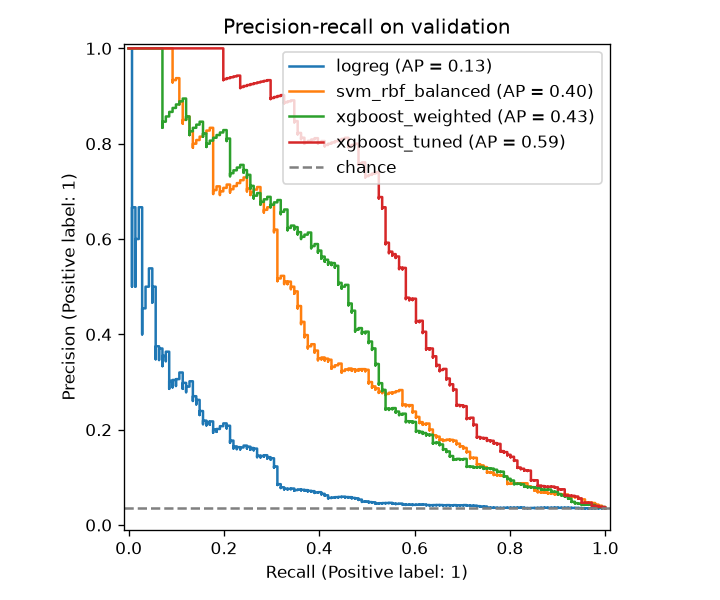 Precision-recall on validation
logreg (AP = 0.13)
svm_rbf_balanced (AP = 0.40)
xgboost_weighted (AP = 0.43)
xgboost_tuned (AP = 0.59)
chance
Precision (Positive label: 1)
1.0
0.8
0.6
0.4
0.2
0.0
0.0 0.2 0.4 0.6 0.8 1.0
Recall (Positive label: 1)